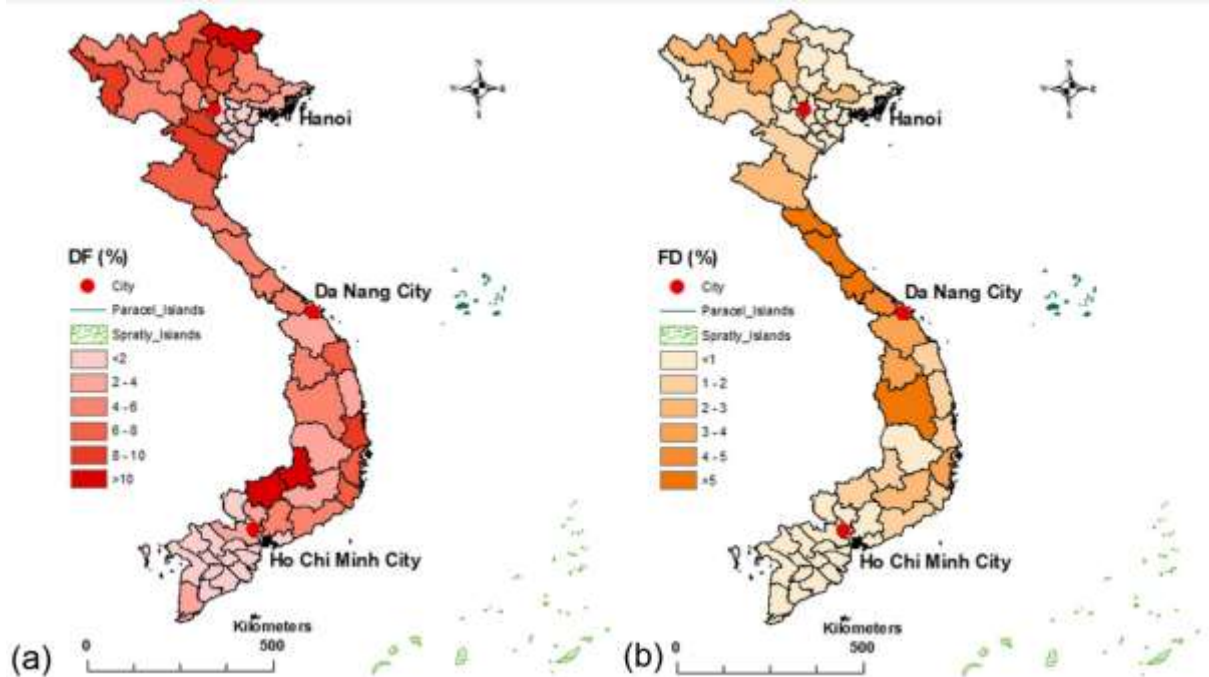 N
W
E
S
Hanoi
DF (%)
City
Paracel_Islands
Spratly_Islands
<2
2 - 4
4 - 6
6 - 8
8 - 10
>10
Da Nang City
Ho Chi Minh City
Kilometers
0
500
(a)
N
W
E
S
Hanoi
FD (%)
City
Paracel_Islands
Spratly_Islands
<1
1 - 2
2 - 3
3 - 4
4 - 5
>5
Da Nang City
Ho Chi Minh City
Kilometers
0
500
(b)